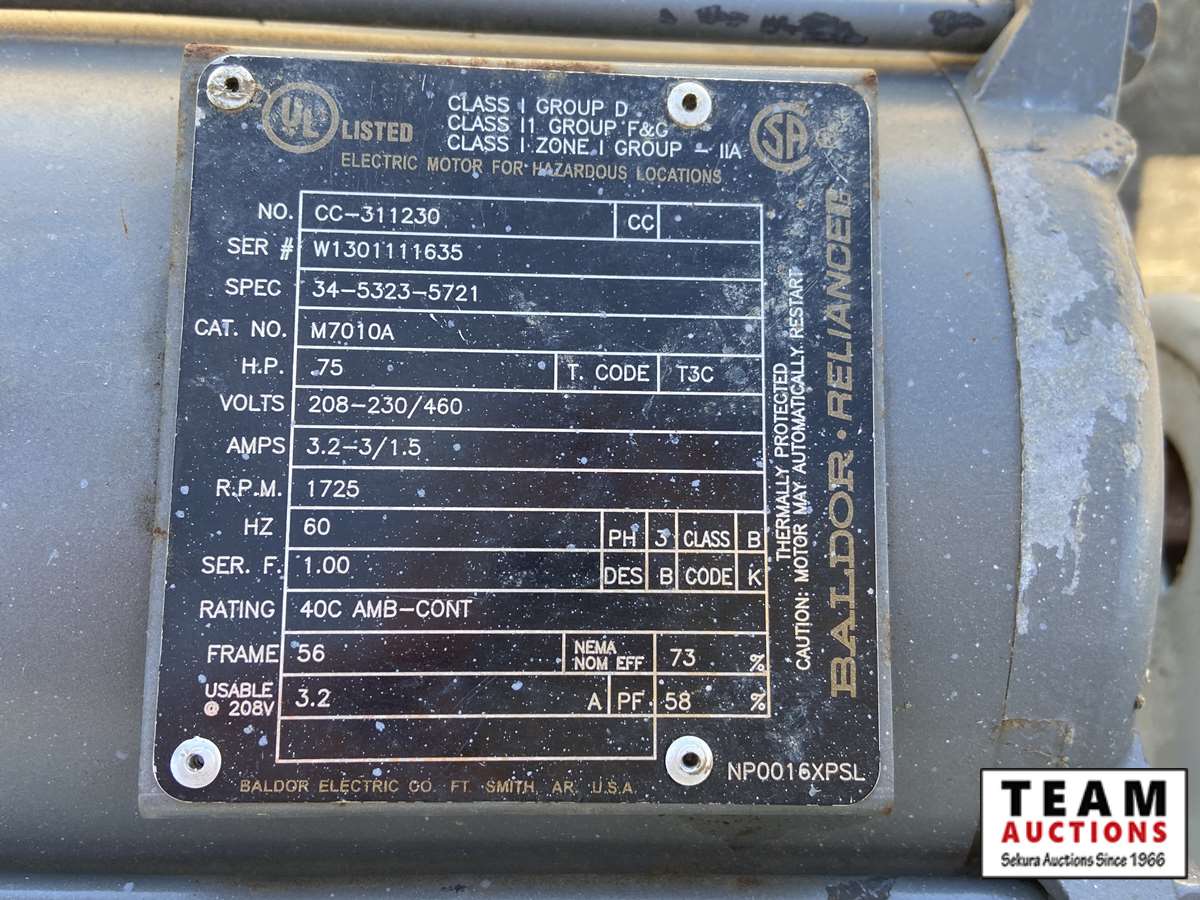 UL LISTED
CLASS I GROUP D
CLASS II GROUP F&G
CLASS I ZONE I GROUP - IIA
SA ®
ELECTRIC MOTOR FOR HAZARDOUS LOCATIONS
NO. CC-311230 CC
SER # W1301111635
SPEC 34-5323-5721
CAT. NO. M7010A
H.P. .75 T. CODE T3C
VOLTS 208-230/460
AMPS 3.2-3/1.5
R.P.M. 1725
HZ 60 PH 3 CLASS B
SER. F. 1.00 DES B CODE K
RATING 40C AMB-CONT
FRAME 56 NEMA NOM EFF 73 %
USABLE @ 208V 3.2 A PF 58 %
THERMALLY PROTECTED
CAUTION: MOTOR MAY AUTOMATICALLY RESTART
BALDOR • RELIANCE
NP0016XPSL
BALDOR ELECTRIC CO. FT. SMITH, AR. U.S.A.
TEAM
AUCTIONS
Sekura Auctions Since 1966